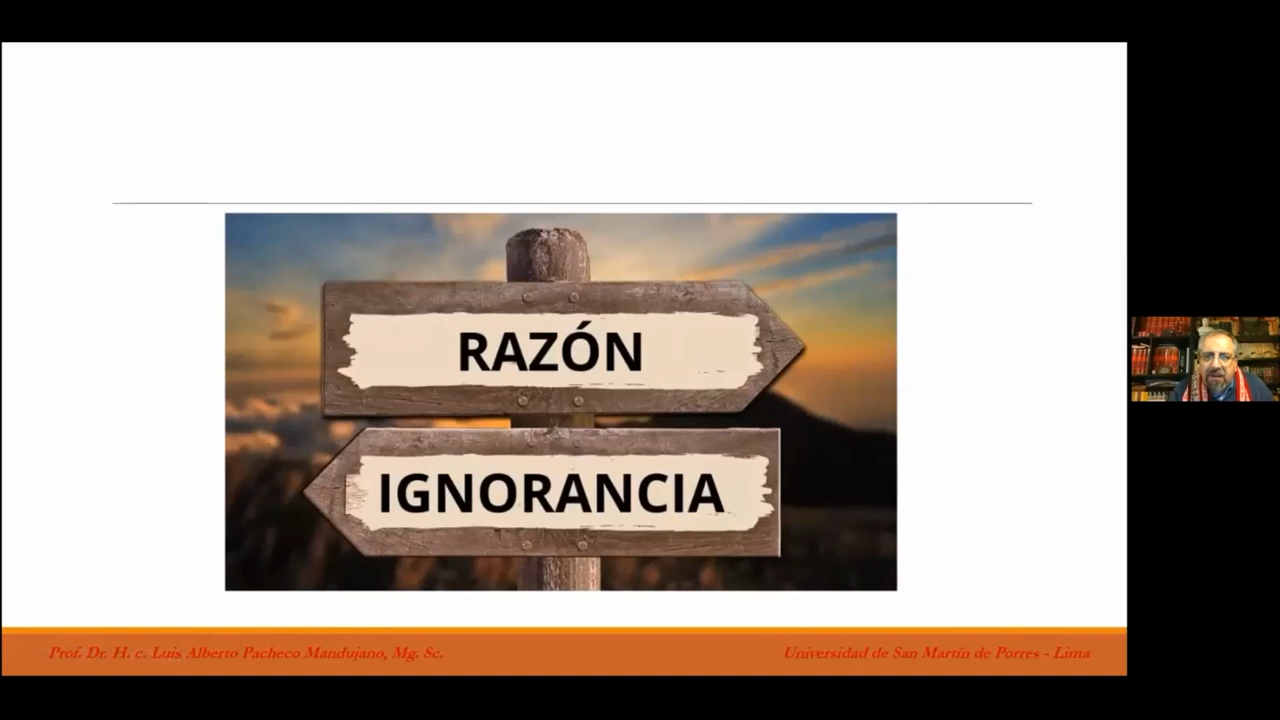 RAZÓN
IGNORANCIA
Prof. Dr. H. c. Luis Alberto Pacheco Mandujano, Mg. Sc.
Universidad de San Martín de Porres - Lima